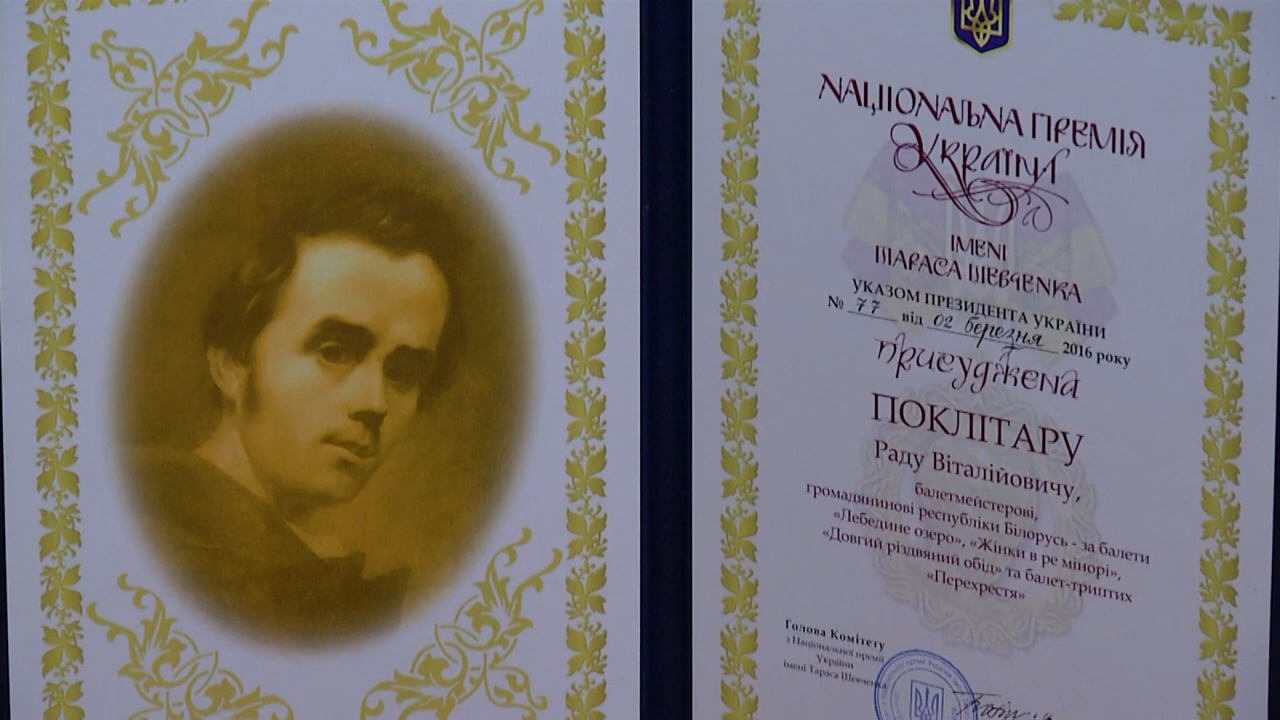 НАЦІОНАЛЬНА ПРЕМІЯ
України
ІМЕНІ
ТАРАСА ШЕВЧЕНКА
УКАЗОМ ПРЕЗИДЕНТА УКРАЇНИ
№ 77 від 02 березня 2016 року
присуджена
ПОКЛІТАРУ
Раду Віталійовичу,
балетмейстерові,
громадянинові республіки Білорусь - за балети
«Лебедине озеро», «Жінки в ре мінорі»,
«Довгий різдвяний обід» та балет-триптих
«Перехрестя»
Голова Комітету
з Національної премії
України
імені Тараса Шевченка